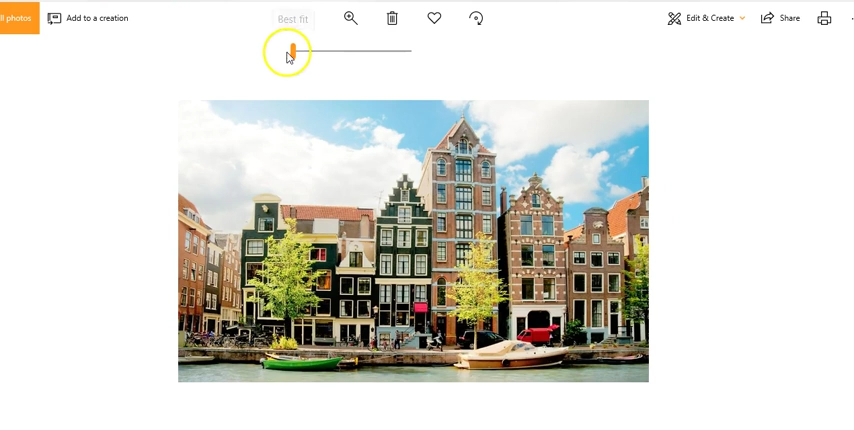 ll photos
Add to a creation
Best fit
Edit & Create
Share